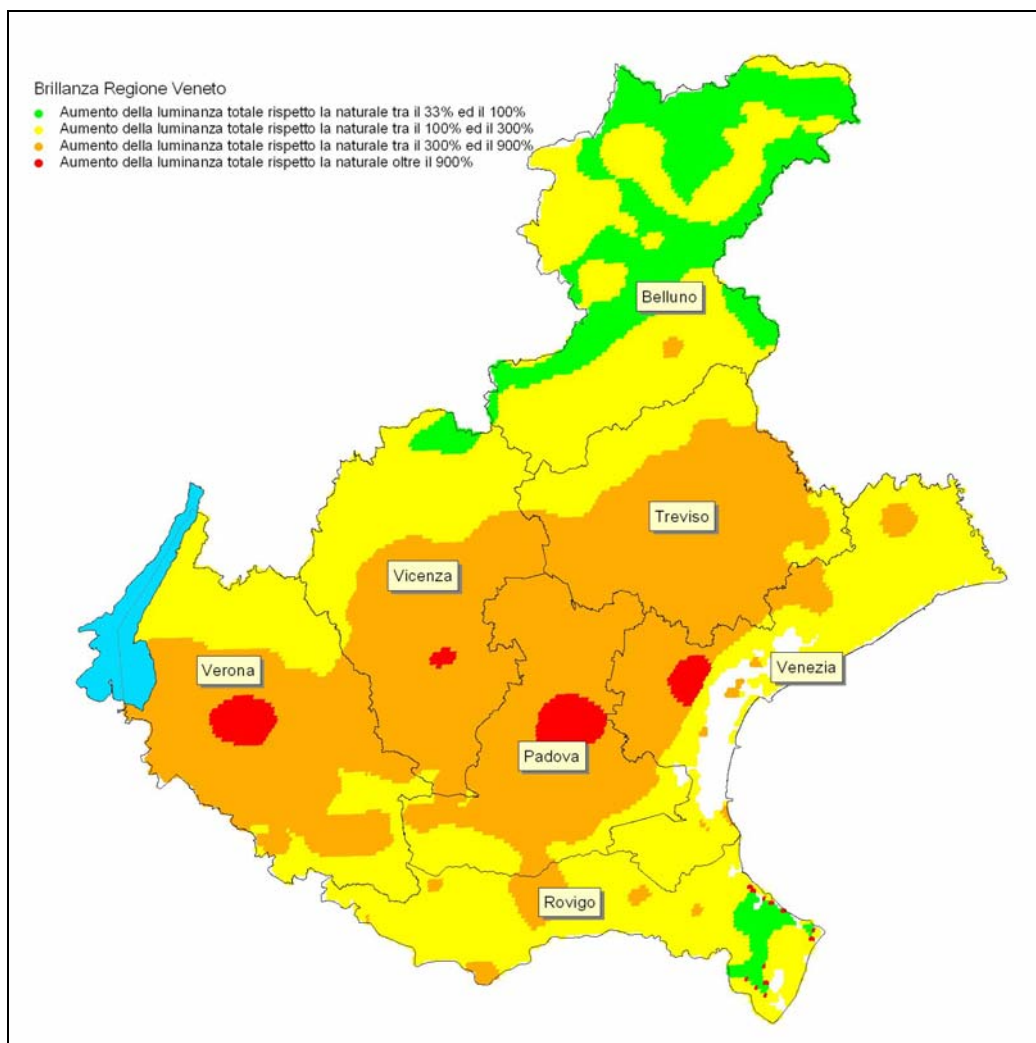 Brillanza Regione Veneto
Aumento della luminanza totale rispetto la naturale tra il 33% ed il 100%
Aumento della luminanza totale rispetto la naturale tra il 100% ed il 300%
Aumento della luminanza totale rispetto la naturale tra il 300% ed il 900%
Aumento della luminanza totale rispetto la naturale oltre il 900%
Belluno
Treviso
Vicenza
Verona
Venezia
Padova
Rovigo